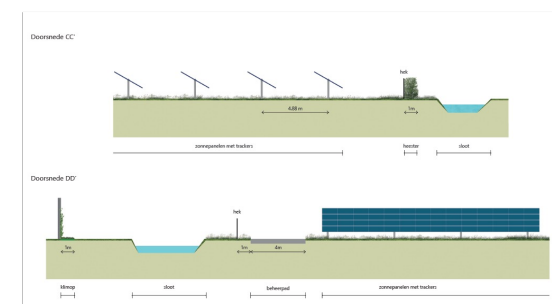 Doorsnede CC'
hek
4.88 m
1m
zonnepanelen met trackers
heester
sloot
Doorsnede DD'
hek
1m
1m
4m
klimop
sloot
beheerpad
zonnepanelen met trackers